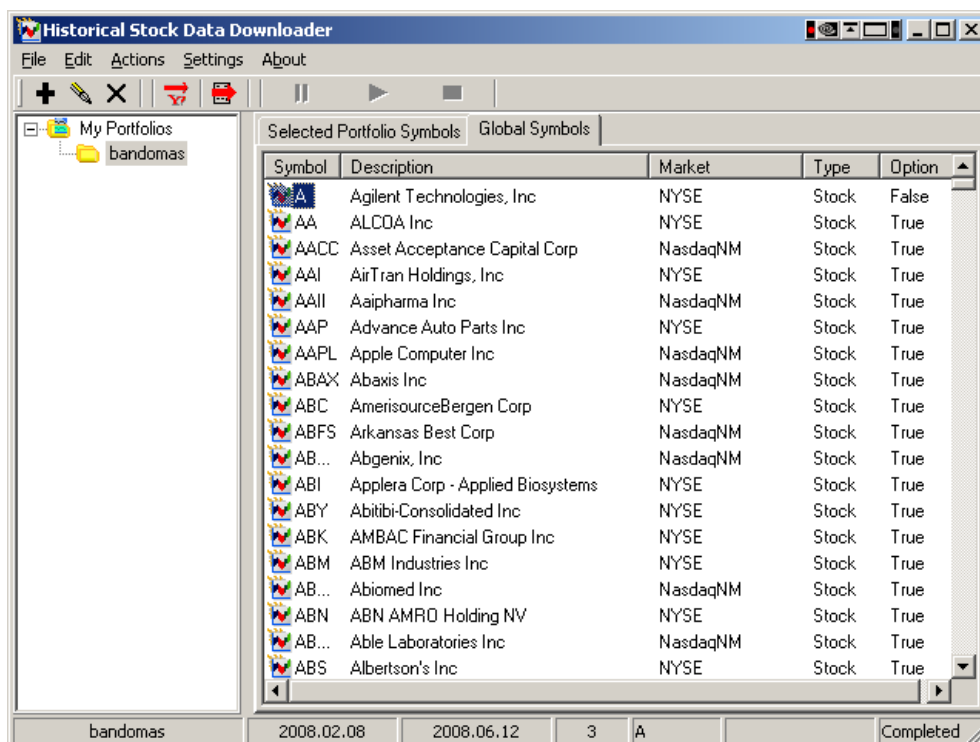 Historical Stock Data Downloader
File Edit Actions Settings About
My Portfolios
bandomas
Selected Portfolio Symbols Global Symbols
Symbol Description Market Type Option
A Agilent Technologies, Inc NYSE Stock False
AA ALCOA Inc NYSE Stock True
AACC Asset Acceptance Capital Corp NasdaqNM Stock True
AAI AirTran Holdings, Inc NYSE Stock True
AAII Aaipharma Inc NasdaqNM Stock True
AAP Advance Auto Parts Inc NYSE Stock True
AAPL Apple Computer Inc NasdaqNM Stock True
ABAX Abaxis Inc NasdaqNM Stock True
ABC AmerisourceBergen Corp NYSE Stock True
ABFS Arkansas Best Corp NasdaqNM Stock True
AB... Abgenix, Inc NasdaqNM Stock True
ABI Applera Corp - Applied Biosystems NYSE Stock True
ABY Abitibi-Consolidated Inc NYSE Stock True
ABK AMBAC Financial Group Inc NYSE Stock True
ABM ABM Industries Inc NYSE Stock True
AB... Abiomed Inc NasdaqNM Stock True
ABN ABN AMRO Holding NV NYSE Stock True
AB... Able Laboratories Inc NasdaqNM Stock True
ABS Albertson's Inc NYSE Stock True
bandomas 2008.02.08 2008.06.12 3 A Completed